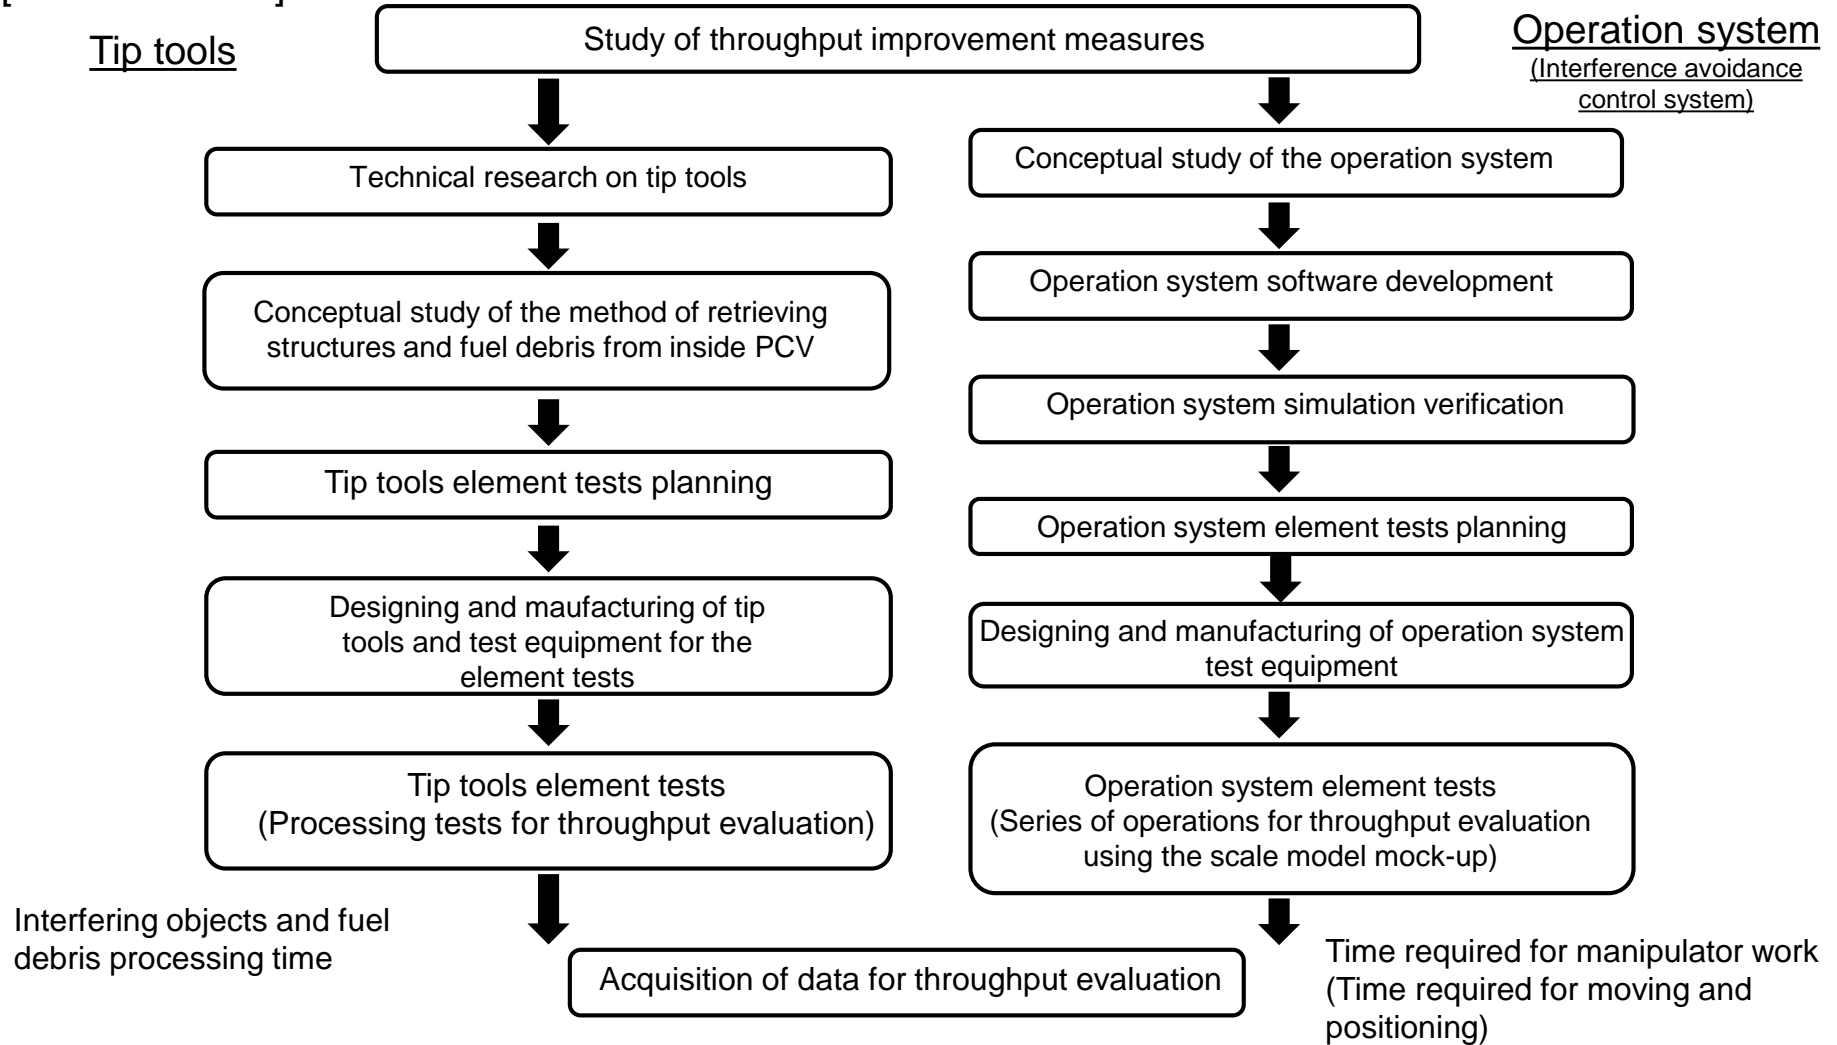 Study of throughput improvement measures
Tip tools
Operation system
(Interference avoidance
control system)
Technical research on tip tools
Conceptual study of the method of retrieving
structures and fuel debris from inside PCV
Tip tools element tests planning
Designing and maufacturing of tip
tools and test equipment for the
element tests
Tip tools element tests
(Processing tests for throughput evaluation)
Interfering objects and fuel
debris processing time
Conceptual study of the operation system
Operation system software development
Operation system simulation verification
Operation system element tests planning
Designing and manufacturing of operation system
test equipment
Operation system element tests
(Series of operations for throughput evaluation
using the scale model mock-up)
Time required for manipulator work
(Time required for moving and
positioning)
Acquisition of data for throughput evaluation